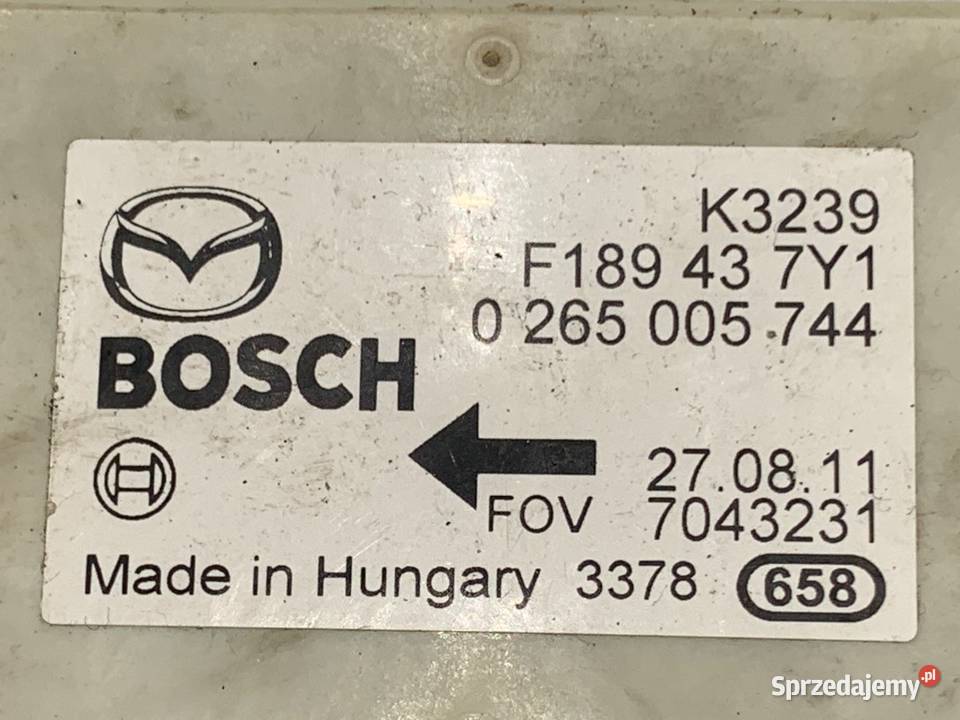 K3239
F189 43 7Y1
0 265 005 744
BOSCH
27.08.11
FOV 7043231
Made in Hungary 3378 658
Sprzedajemy.pl